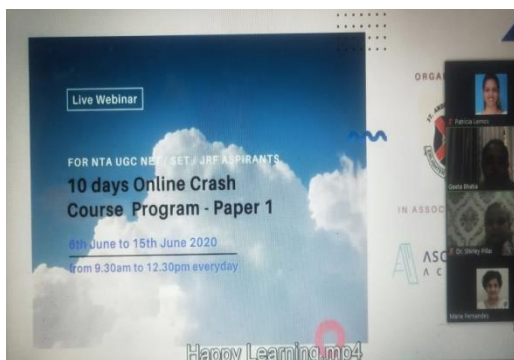 Live Webinar
FOR NTA UGC NET / SET / JRF ASPIRANTS
10 days Online Crash
Course Program - Paper 1
6th June to 15th June 2020
from 9.30am to 12.30pm everyday
Happy Learning.mp4
ORGA
IN ASSOC
ASC
A C A
Patricia Lemos
Geeta Bhatia
Dr. Shirley Pillai
Maria Fernandes